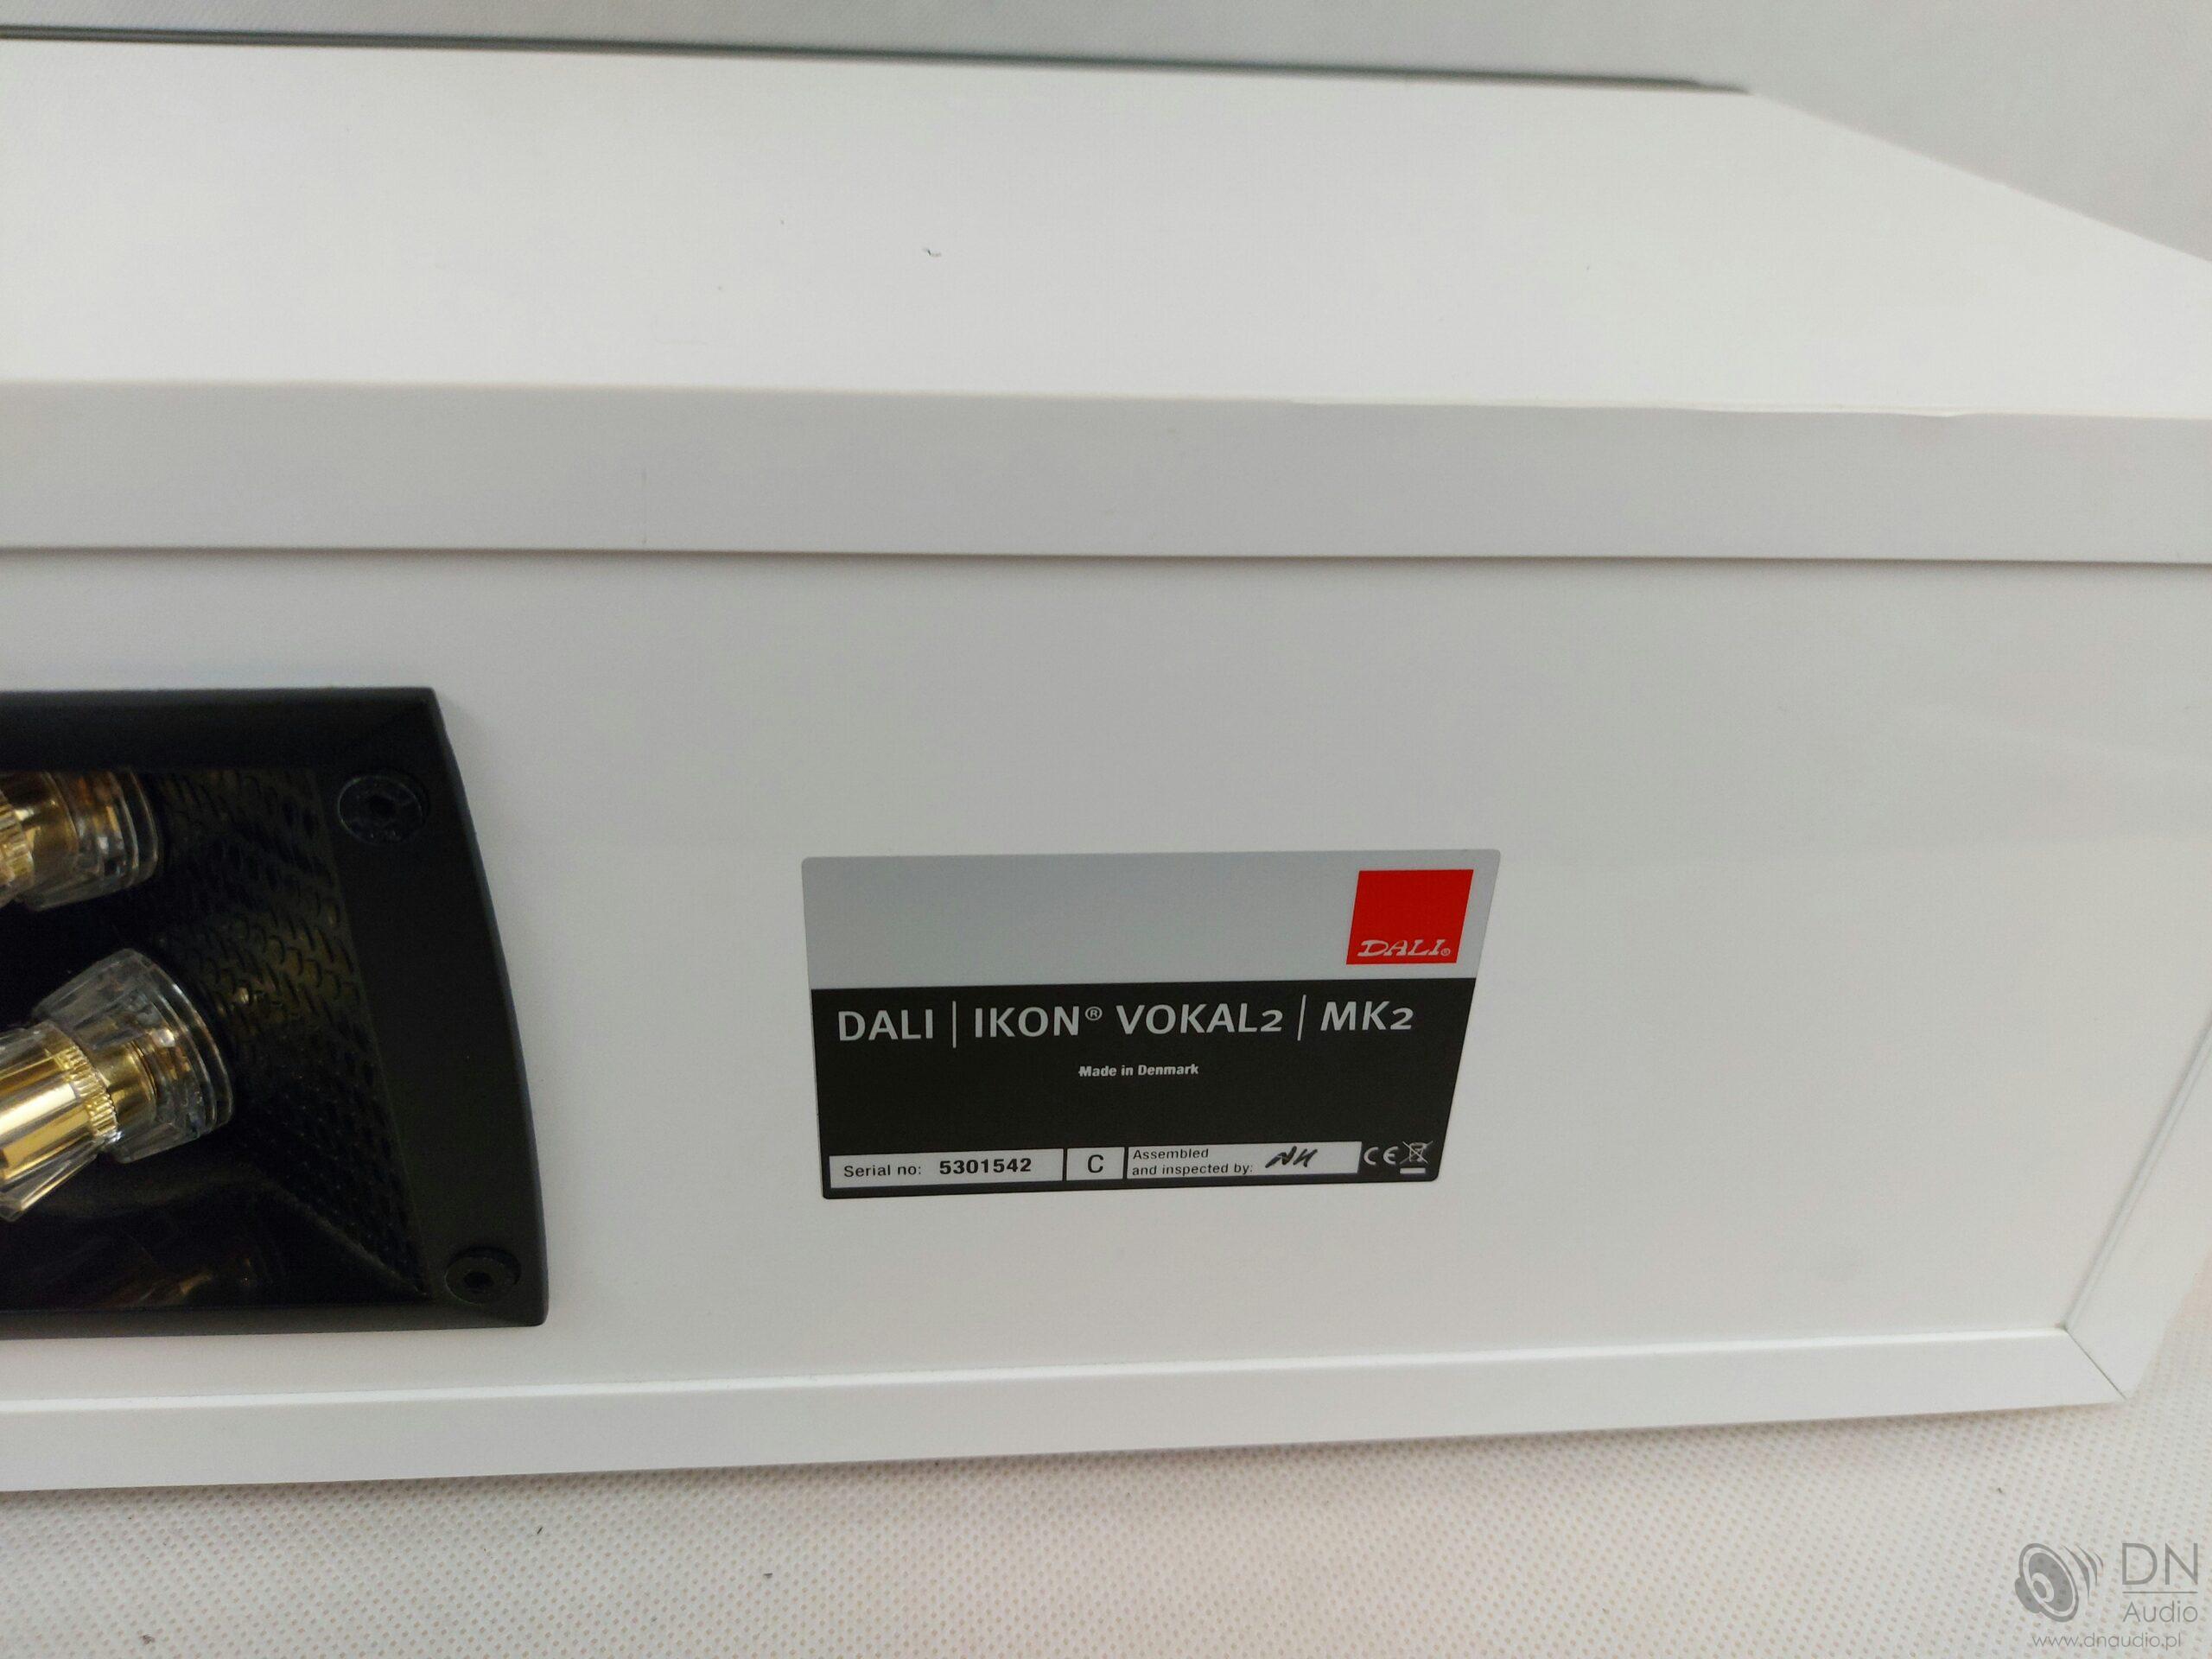 DALI®
DALI | IKON® VOKAL2 | MK2
Made in Denmark
Serial no: 5301542
C
Assembled
and inspected by:
CE
DN
Audio
www.dnaudio.pl